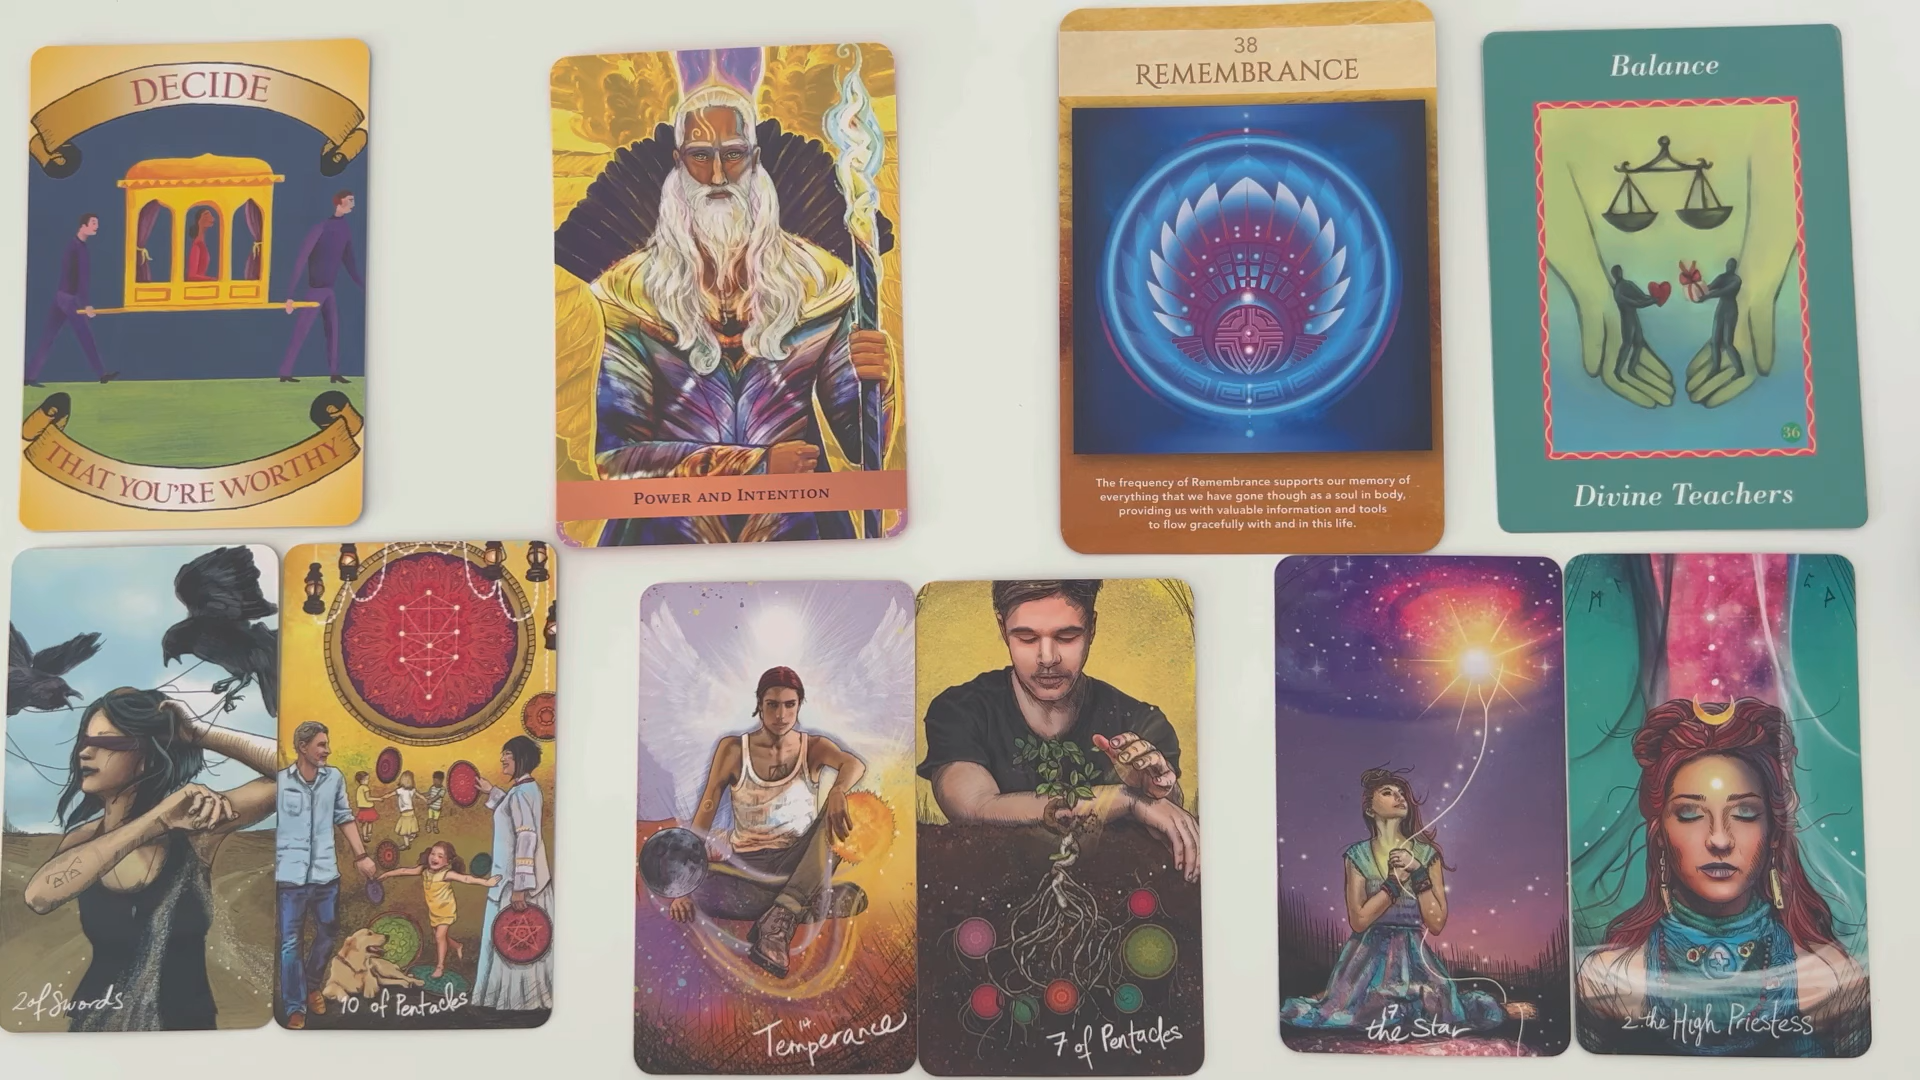 DECIDE
THAT YOU'RE WORTHY
POWER AND INTENTION
38
REMEMBRANCE
The frequency of Remembrance supports our memory of
everything that we have gone though as a soul in body,
providing us with valuable information and tools
to flow gracefully with and in this life.
Balance
36
Divine Teachers
2 of Swords
10 of Pentacles
14.
Temperance
7 of Pentacles
17
the Star
2. the High Priestess